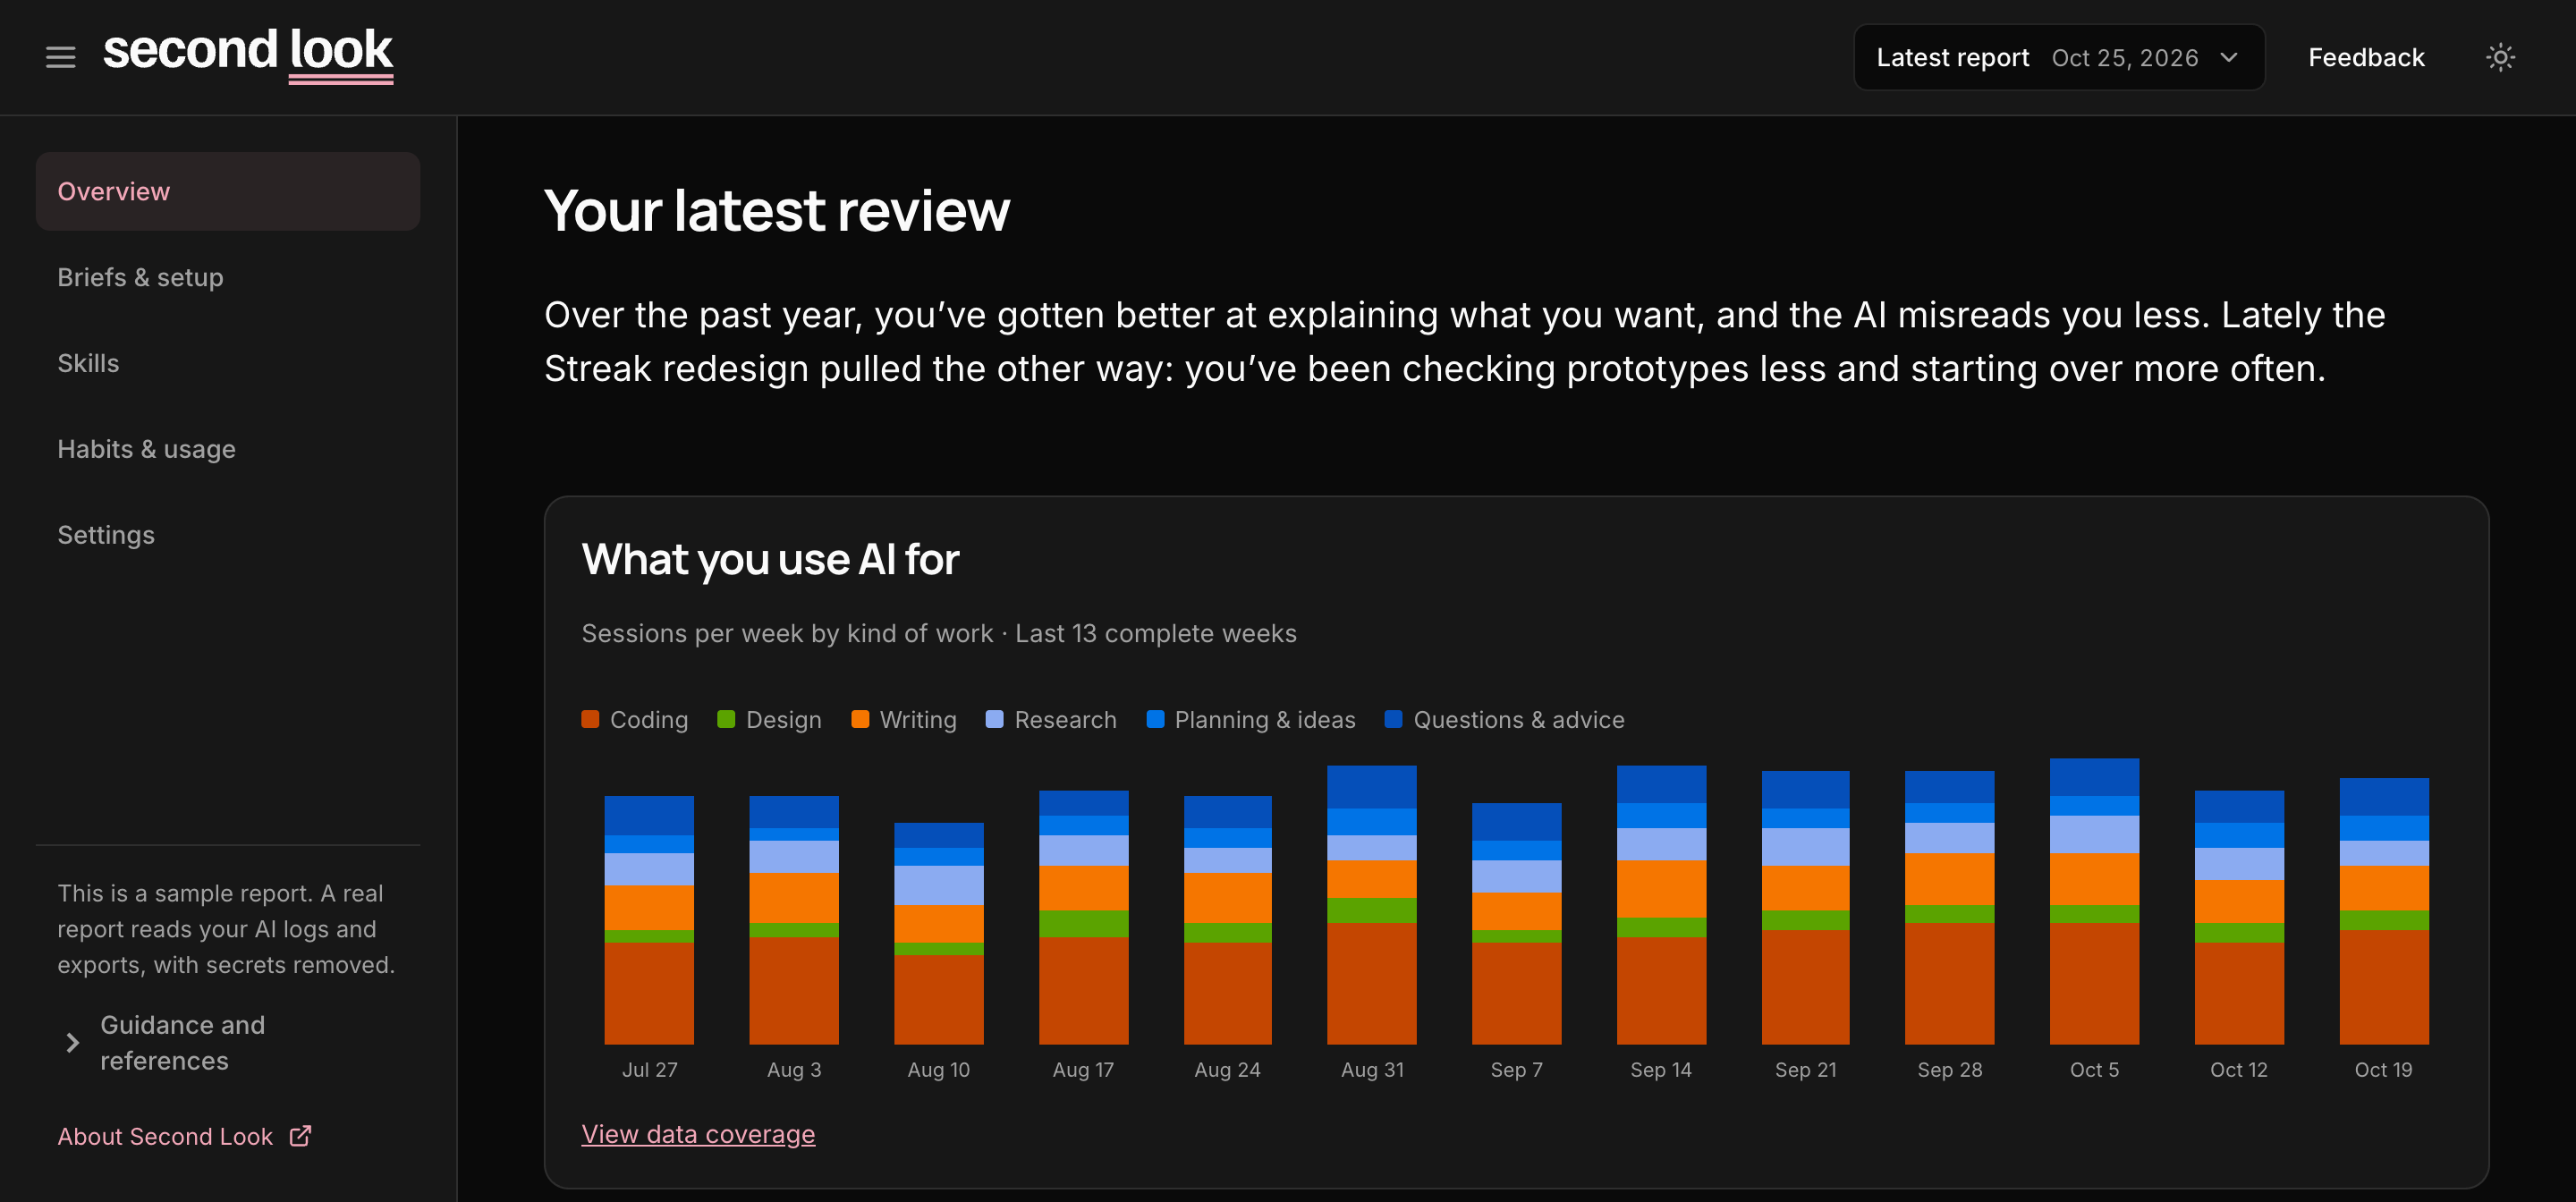 second look
Latest report Oct 25, 2026
Feedback
Overview
Briefs & setup
Skills
Habits & usage
Settings
This is a sample report. A real
report reads your AI logs and
exports, with secrets removed.
Guidance and
references
About Second Look
Your latest review
Over the past year, you’ve gotten better at explaining what you want, and the AI misreads you less. Lately the
Streak redesign pulled the other way: you’ve been checking prototypes less and starting over more often.
What you use AI for
Sessions per week by kind of work · Last 13 complete weeks
Coding Design Writing Research Planning & ideas Questions & advice
Jul 27 Aug 3 Aug 10 Aug 17 Aug 24 Aug 31 Sep 7 Sep 14 Sep 21 Sep 28 Oct 5 Oct 12 Oct 19
View data coverage